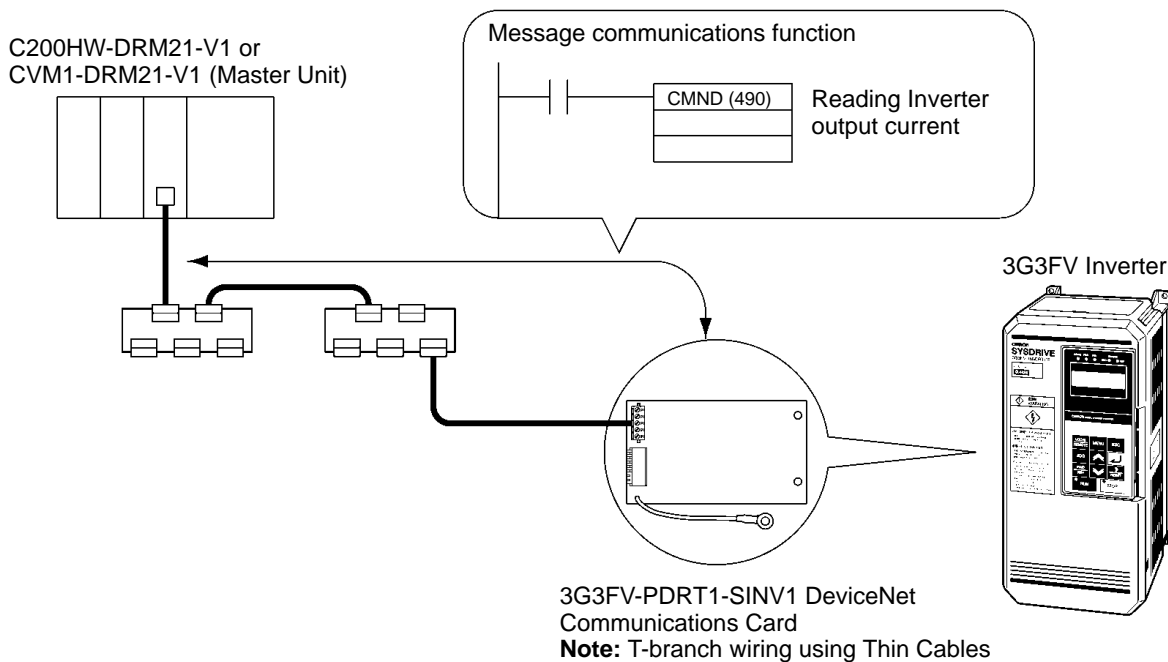 C200HW-DRM21-V1 or
CVM1-DRM21-V1 (Master Unit)
Message communications function
CMND (490)
Reading Inverter
output current
3G3FV Inverter
OMRON
SYSDRIVE
3G3FV-PDRT1-SINV1 DeviceNet
Communications Card
Note: T-branch wiring using Thin Cables